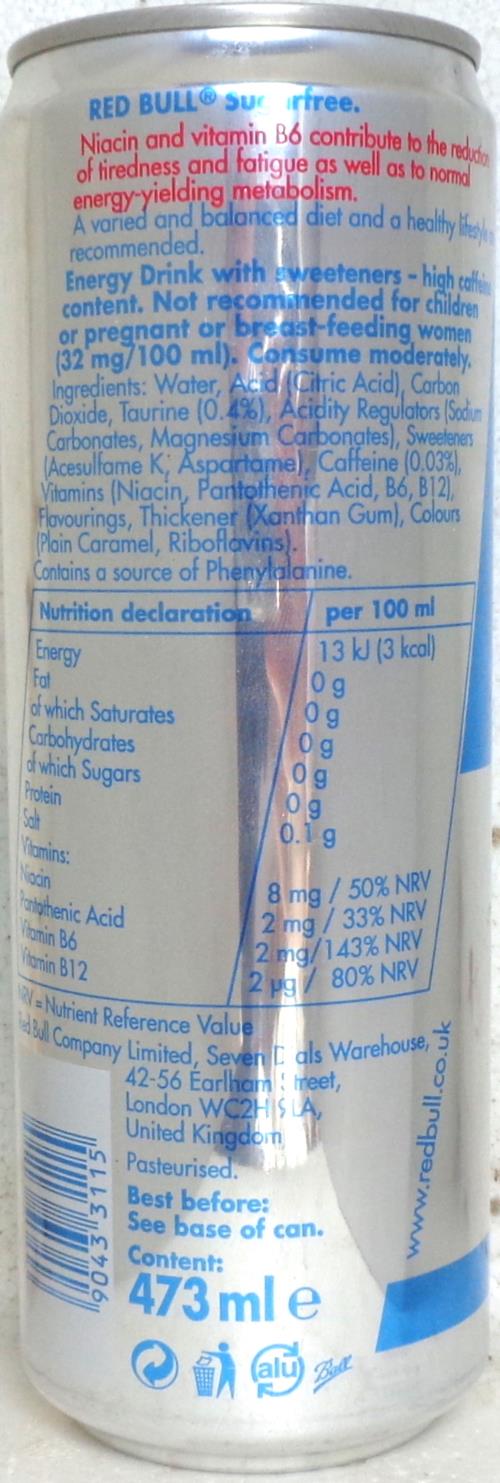 RED BULL® Sugarfree.
Niacin and vitamin B6 contribute to the reduction
of tiredness and fatigue as well as to normal
energy-yielding metabolism.
A varied and balanced diet and a healthy lifestyle
recommended.
Energy Drink with sweeteners - high caffeine
content. Not recommended for children
or pregnant or breast-feeding women
(32 mg/100 ml). Consume moderately.
Ingredients: Water, Acid (Citric Acid), Carbon
Dioxide, Taurine (0.4%), Acidity Regulators (Sodium
Carbonates, Magnesium Carbonates), Sweeteners
(Acesulfame K, Aspartame), Caffeine (0.03%),
Vitamins (Niacin, Pantothenic Acid, B6, B12),
Flavourings, Thickener (Xanthan Gum), Colours
(Plain Caramel, Riboflavins).
Contains a source of Phenylalanine.
Nutrition declaration per 100 ml
Energy 13 kJ (3 kcal)
Fat 0 g
of which Saturates 0 g
Carbohydrates 0 g
of which Sugars 0 g
Protein 0 g
Salt 0.1 g
Vitamins:
Niacin 8 mg / 50% NRV
Pantothenic Acid 2 mg / 33% NRV
Vitamin B6 2 mg/143% NRV
Vitamin B12 2 µg / 80% NRV
NRV = Nutrient Reference Value
Red Bull Company Limited, Seven Dials Warehouse,
42-56 Earlham Street,
London WC2H 9LA,
United Kingdom
Pasteurised.
Best before:
See base of can.
Content:
473 ml e
www.redbull.co.uk
9043 3115
alu
Ball